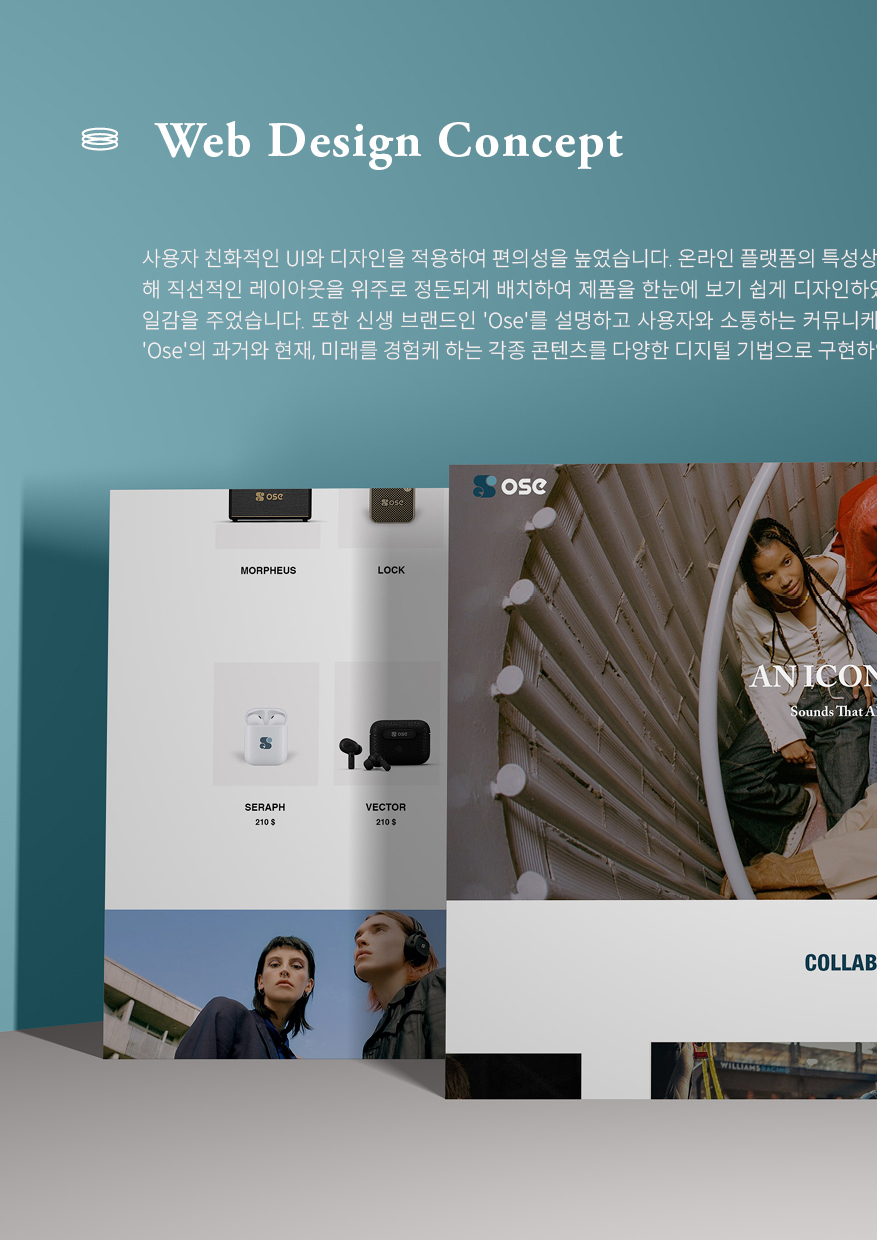 Web Design Concept
사용자 친화적인 UI와 디자인을 적용하여 편의성을 높였습니다. 온라인 플랫폼의 특성상
해 직선적인 레이아웃을 위주로 정돈되게 배치하여 제품을 한눈에 보기 쉽게 디자인하였
일감을 주었습니다. 또한 신생 브랜드인 'Ose'를 설명하고 사용자와 소통하는 커뮤니케
'Ose'의 과거와 현재, 미래를 경험케 하는 각종 콘텐츠를 다양한 디지털 기법으로 구현하
ose
ose
MORPHEUS
LOCK
ose
SERAPH
210 $
VECTOR
210 $
ose
AN ICON
Sounds That A
COLLAB
WILLIAMS RACING